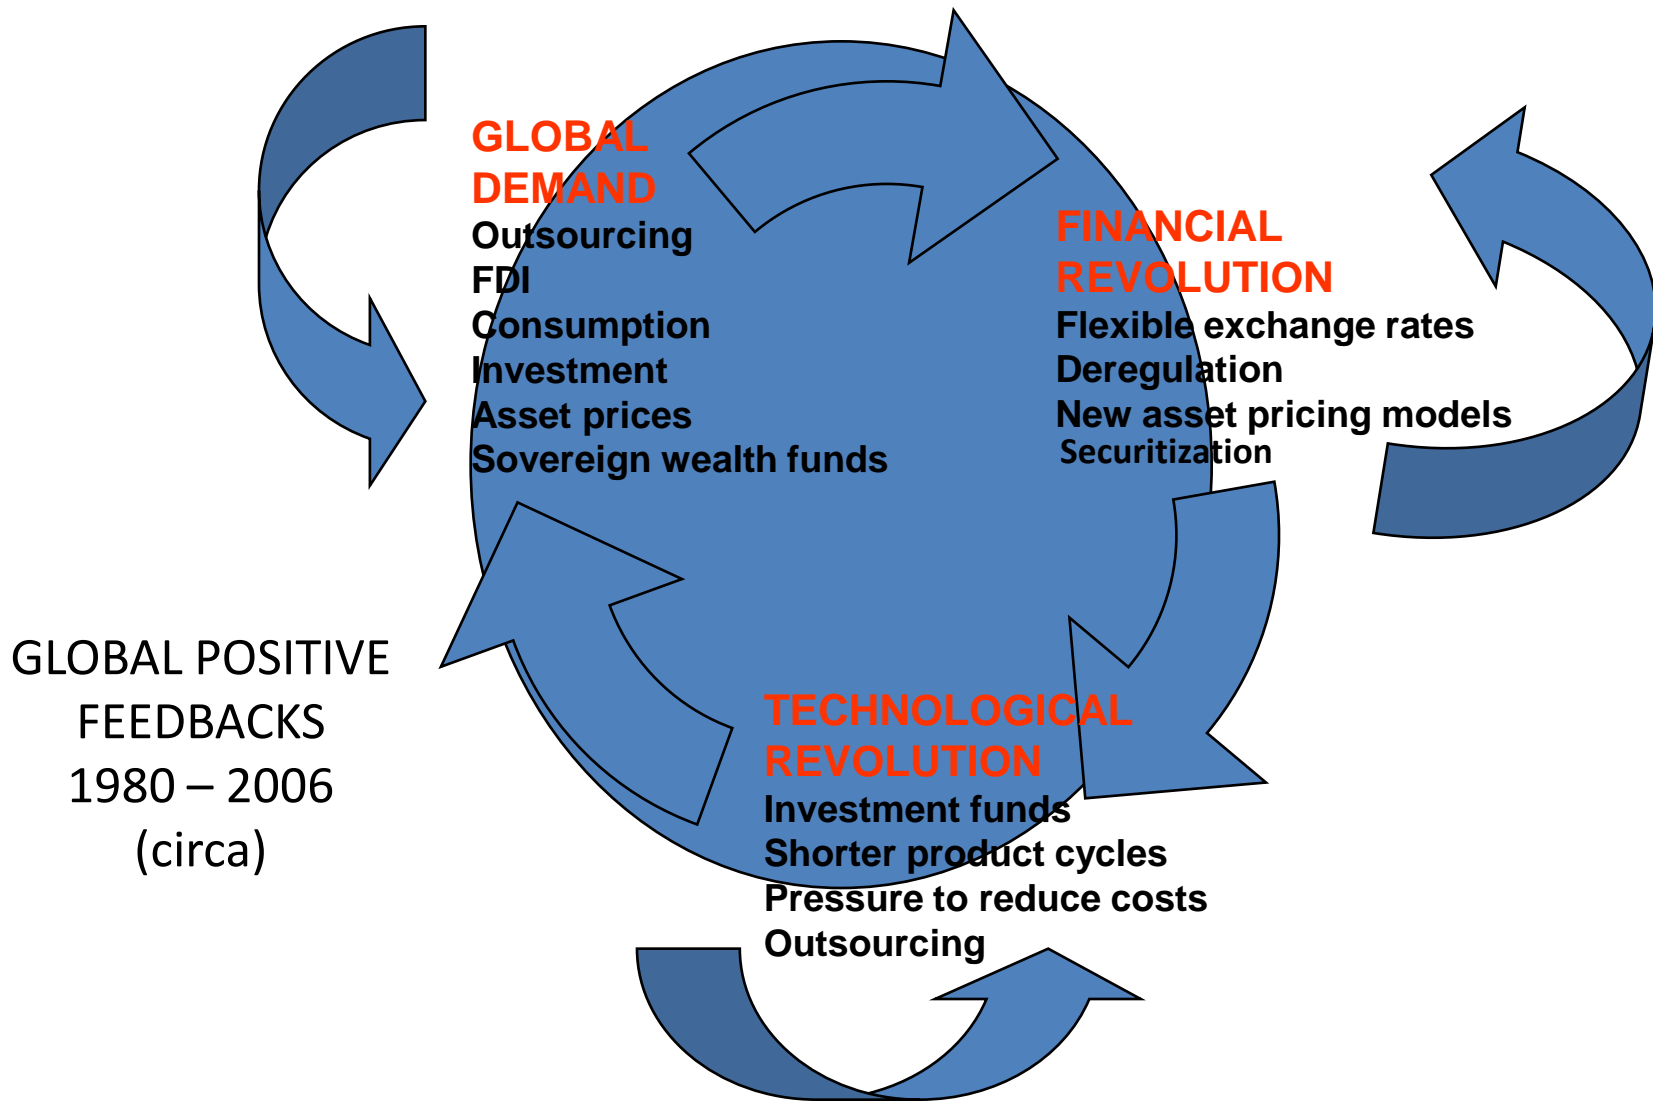 GLOBAL
DEMAND
Outsourcing
FDI
Consumption
Investment
Asset prices
Sovereign wealth funds
FINANCIAL
REVOLUTION
Flexible exchange rates
Deregulation
New asset pricing models
Securitization
GLOBAL POSITIVE
FEEDBACKS
1980 – 2006
(circa)
TECHNOLOGICAL
REVOLUTION
Investment funds
Shorter product cycles
Pressure to reduce costs
Outsourcing